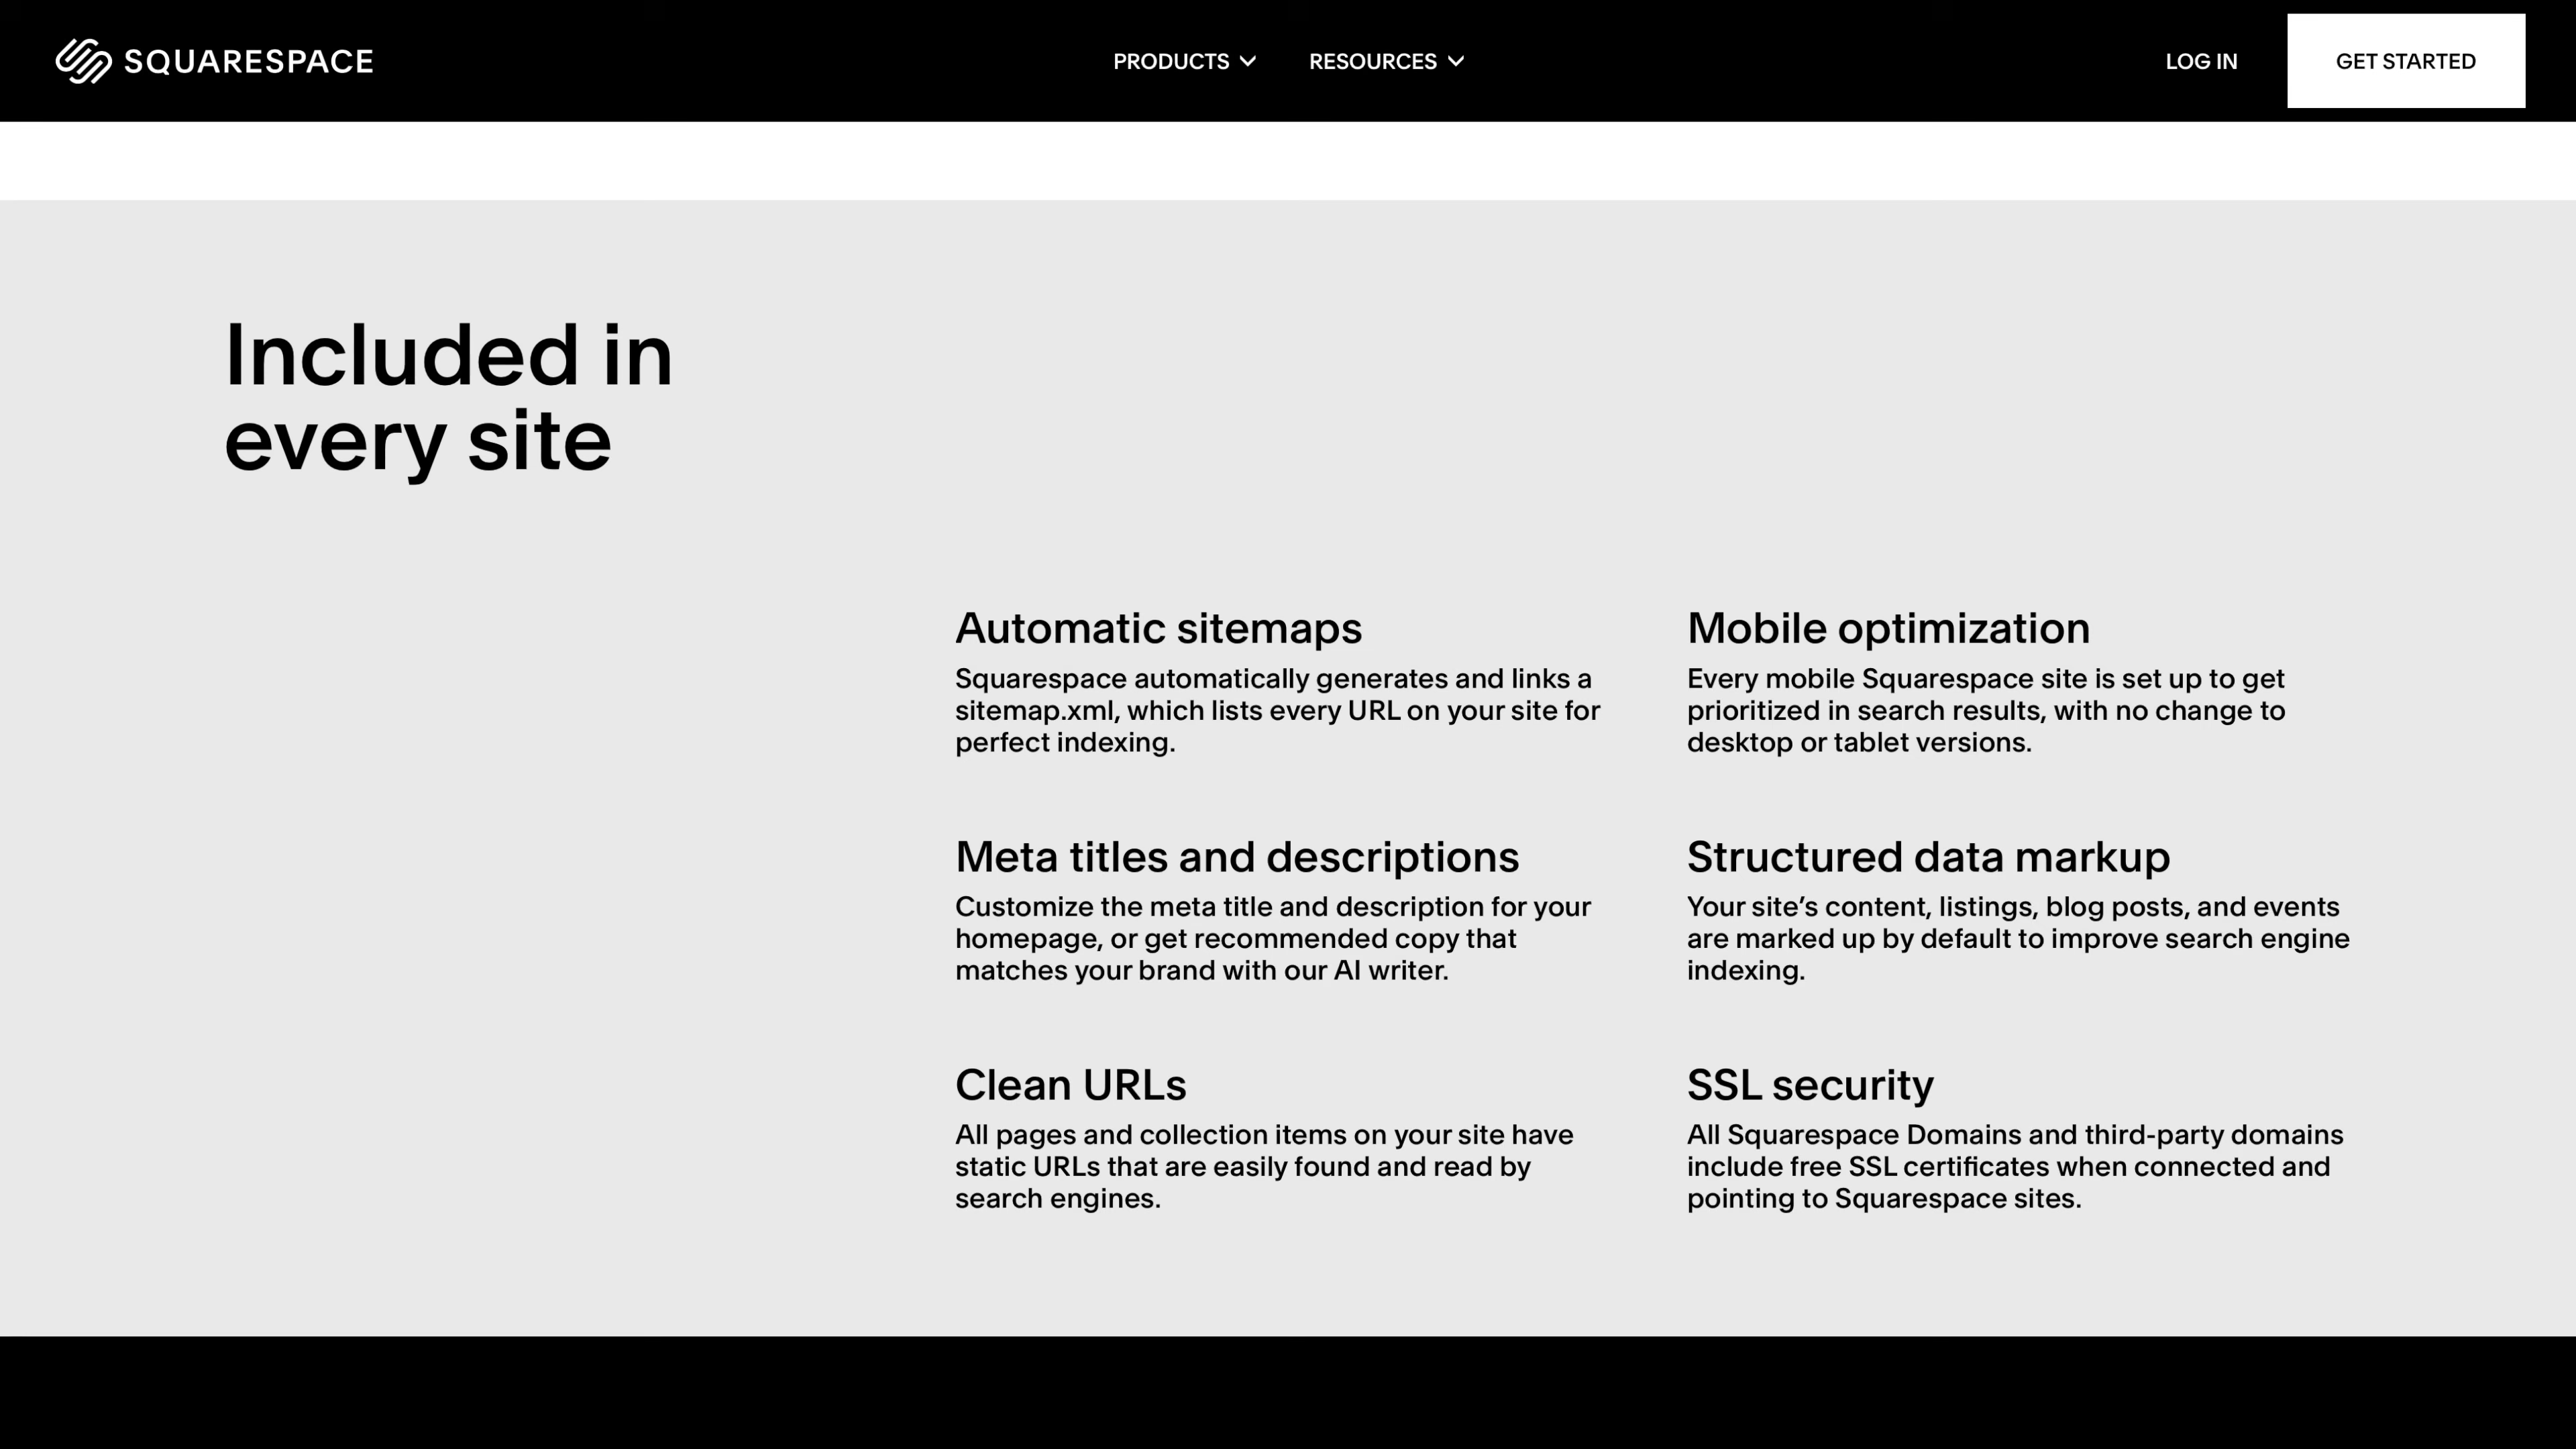 SQUARESPACE
PRODUCTS
RESOURCES
LOG IN
GET STARTED
Included in
every site
Automatic sitemaps
Squarespace automatically generates and links a
sitemap.xml, which lists every URL on your site for
perfect indexing.
Mobile optimization
Every mobile Squarespace site is set up to get
prioritized in search results, with no change to
desktop or tablet versions.
Meta titles and descriptions
Customize the meta title and description for your
homepage, or get recommended copy that
matches your brand with our AI writer.
Structured data markup
Your site’s content, listings, blog posts, and events
are marked up by default to improve search engine
indexing.
Clean URLs
All pages and collection items on your site have
static URLs that are easily found and read by
search engines.
SSL security
All Squarespace Domains and third-party domains
include free SSL certificates when connected and
pointing to Squarespace sites.